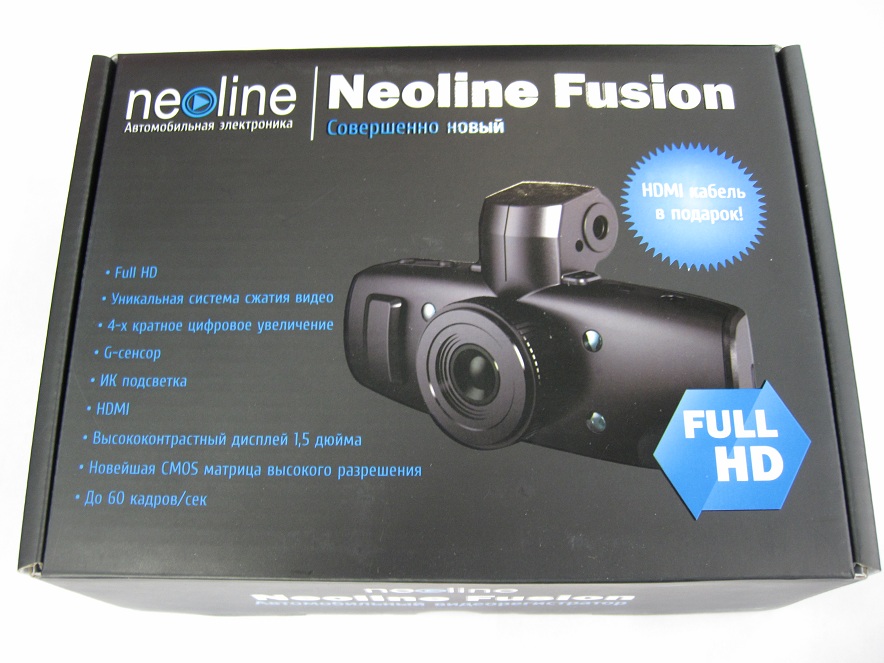 neoline
Автомобильная электроника
Neoline Fusion
Совершенно новый
HDMI кабель
в подарок!
• Full HD
• Уникальная система сжатия видео
• 4-х кратное цифровое увеличение
• G-сенсор
• ИК подсветка
• HDMI
• Высококонтрастный дисплей 1,5 дюйма
• Новейшая CMOS матрица высокого разрешения
• До 60 кадров/сек
FULL
HD
neoline
Neoline Fusion
Автомобильный видеорегистратор